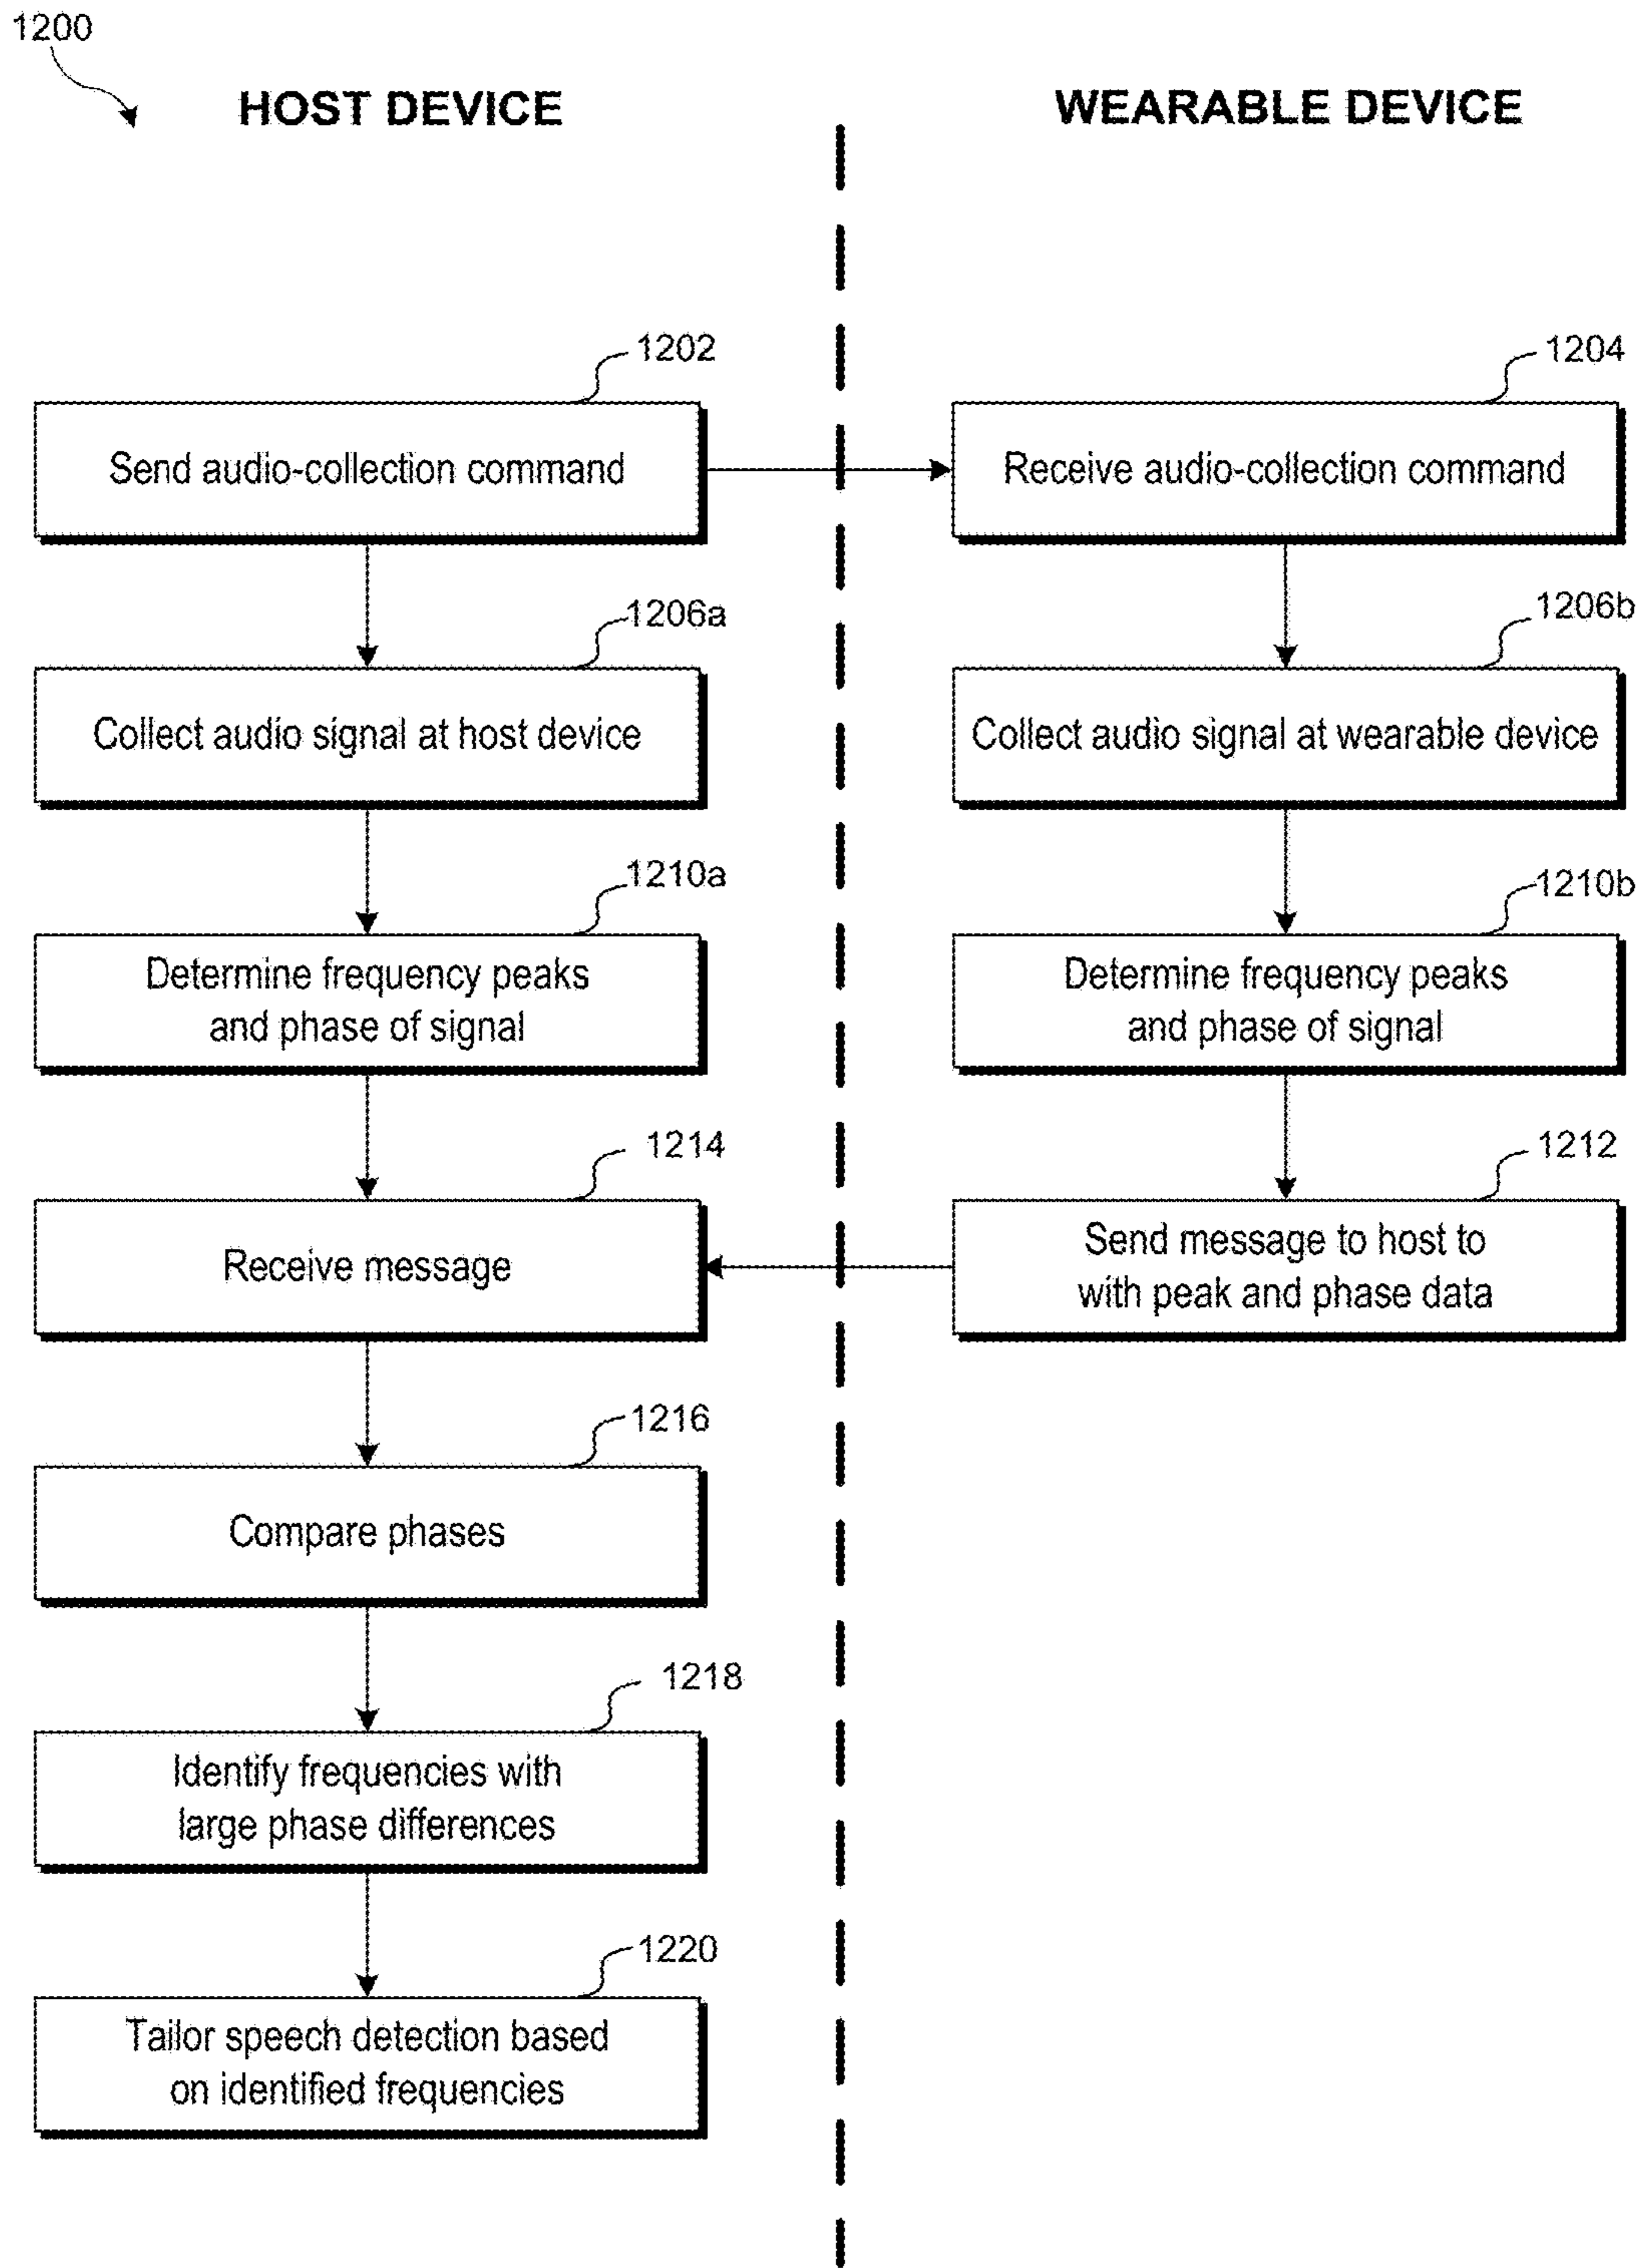 1200
HOST DEVICE
WEARABLE DEVICE
1202
1204
Send audio-collection command
Receive audio-collection command
1206a
1206b
Collect audio signal at host device
Collect audio signal at wearable device
1210a
1210b
Determine frequency peaks
and phase of signal
Determine frequency peaks
and phase of signal
1214
1212
Receive message
Send message to host to
with peak and phase data
1216
Compare phases
1218
Identify frequencies with
large phase differences
1220
Tailor speech detection based
on identified frequencies